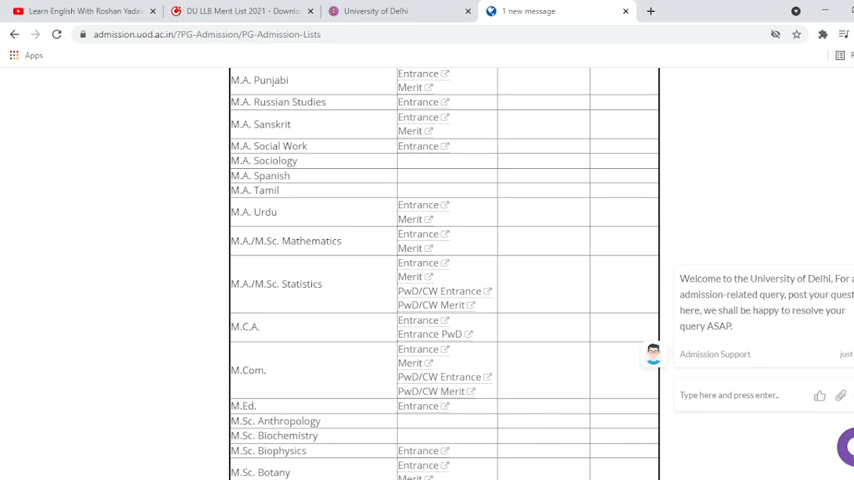 Learn English With Roshan Yadav
DU LLB Merit List 2021 - Downlo
University of Delhi
1 new message
admission.uod.ac.in/?PG-Admission/PG-Admission-Lists
Apps
M.A. Punjabi
Entrance
Merit
M.A. Russian Studies
Entrance
M.A. Sanskrit
Entrance
Merit
M.A. Social Work
Entrance
M.A. Sociology
M.A. Spanish
M.A. Tamil
M.A. Urdu
Entrance
Merit
M.A./M.Sc. Mathematics
Entrance
Merit
M.A./M.Sc. Statistics
Entrance
Merit
PwD/CW Entrance
PwD/CW Merit
M.C.A.
Entrance
Entrance PwD
M.Com.
Entrance
Merit
PwD/CW Entrance
PwD/CW Merit
M.Ed.
Entrance
M.Sc. Anthropology
M.Sc. Biochemistry
M.Sc. Biophysics
Entrance
M.Sc. Botany
Entrance
Merit
Welcome to the University of Delhi, For a
admission-related query, post your quest
here, we shall be happy to resolve your
query ASAP.
Admission Support
just
Type here and press enter..